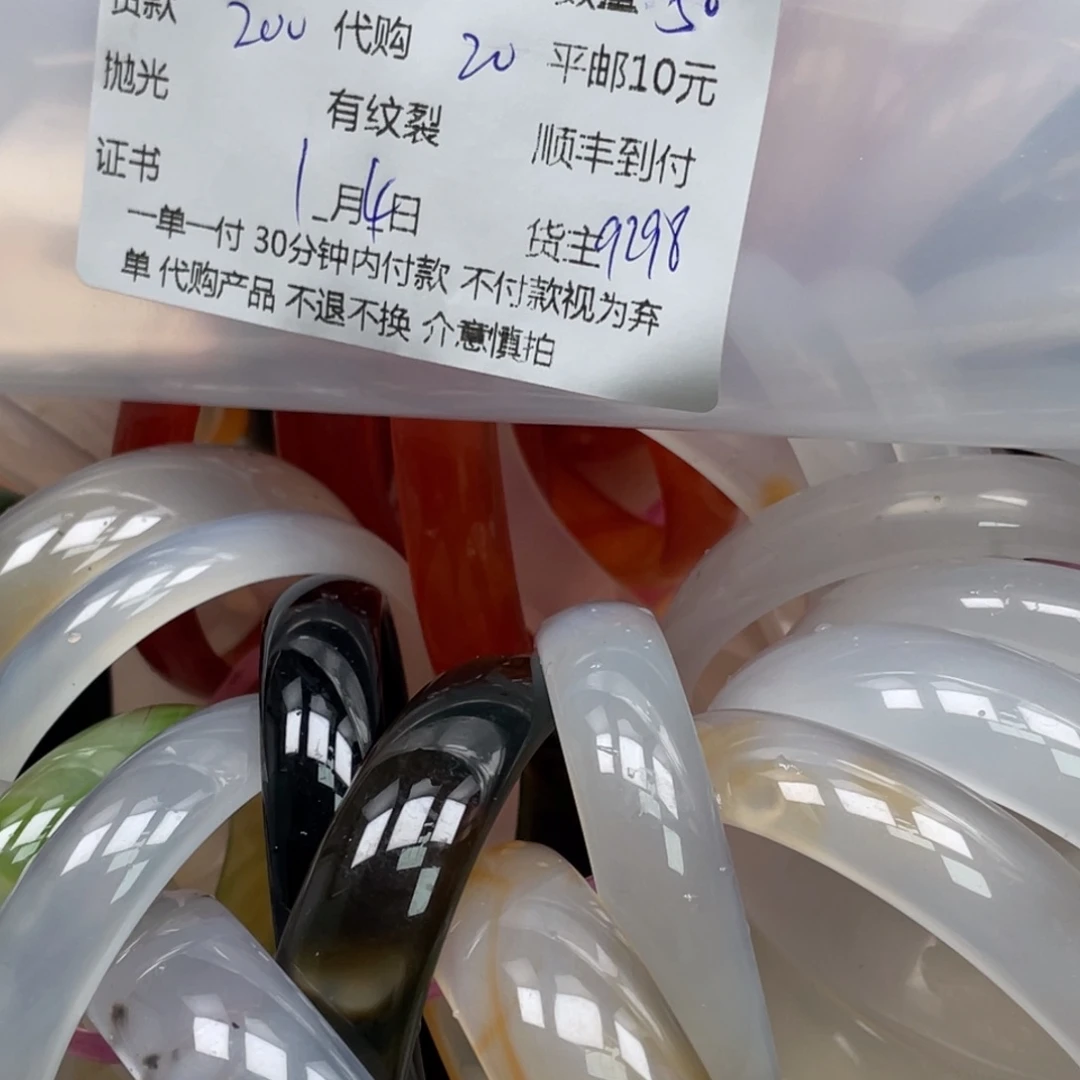 货款 200 代购 20 数量 50
抛光 有纹裂 平邮10元
证书 1月4日 顺丰到付
货主9298
一单一付 30分钟内付款 不付款视为弃
单 代购产品 不退不换 介意慎拍